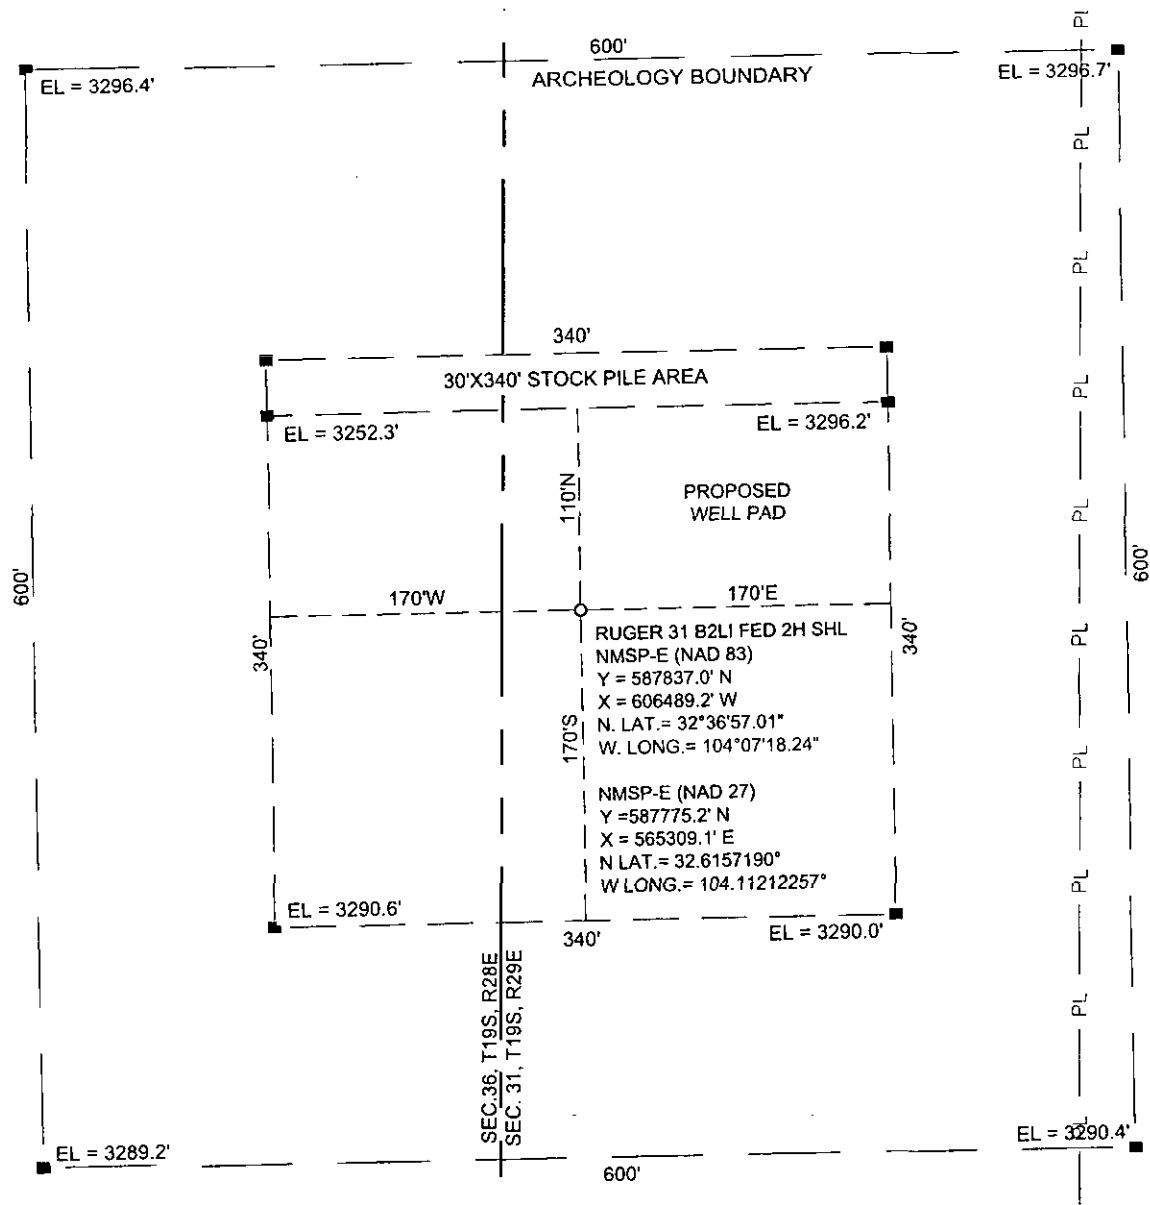 PL
600'
ARCHEOLOGY BOUNDARY
EL = 3296.4'
EL = 3296.7'
PL
PL
340'
30'X340' STOCK PILE AREA
PL
EL = 3252.3'
EL = 3296.2'
110'N
PROPOSED
WELL PAD
PL
600'
600'
170'W
170'E
340'
340'
PL
RUGER 31 B2LI FED 2H SHL
NMSP-E (NAD 83)
Y = 587837.0' N
X = 606489.2' W
N. LAT.= 32°36'57.01"
W. LONG.= 104°07'18.24"
170'S
PL
NMSP-E (NAD 27)
Y =587775.2' N
X = 565309.1' E
N LAT.= 32.6157190°
W LONG.= 104.11212257°
PL
EL = 3290.6'
EL = 3290.0'
340'
SEC.36, T19S, R28E
SEC. 31, T19S, R29E
PL
EL = 3289.2'
EL = 3290.4'
PL
600'